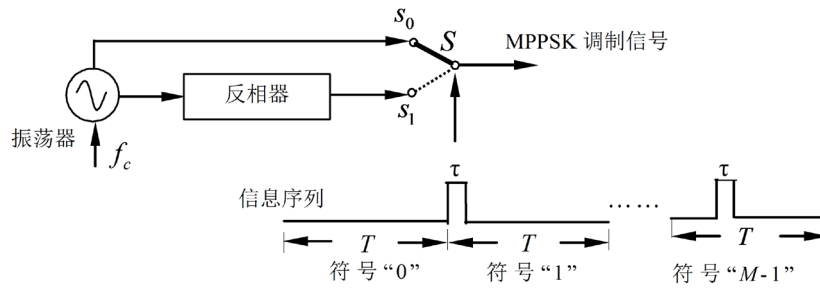 s₀
S
MPPSK 调制信号
反相器
s₁
振荡器
f_c
τ
τ
信息序列
……
T
T
T
符号“0”
符号“1”
符号“M-1”